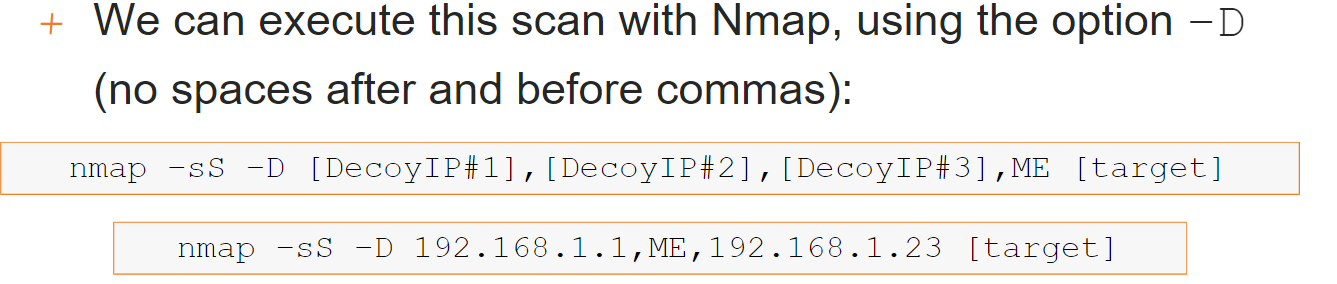 + We can execute this scan with Nmap, using the option –D
(no spaces after and before commas):
nmap –sS –D [DecoyIP#1],[DecoyIP#2],[DecoyIP#3],ME [target]
nmap –sS –D 192.168.1.1,ME,192.168.1.23 [target]